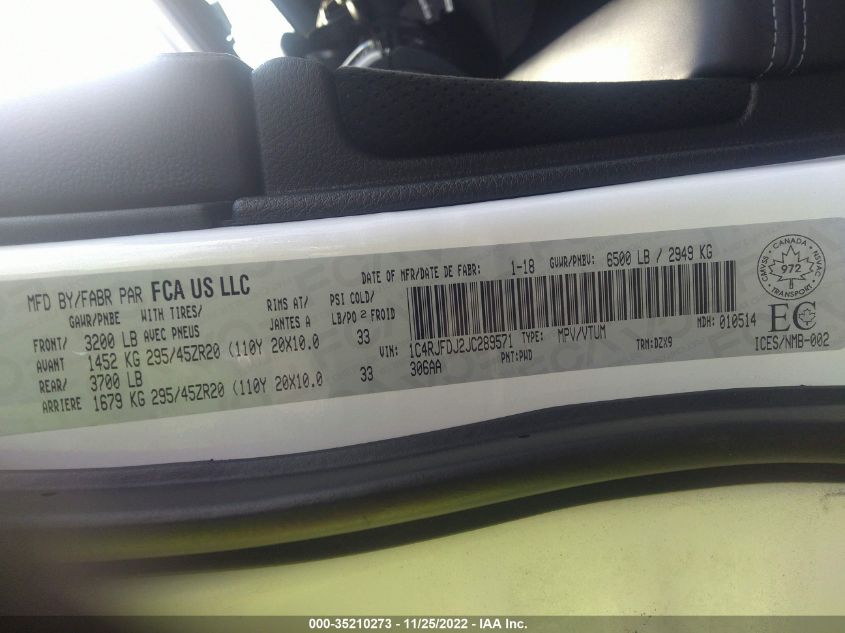 MFD BY/FABR PAR FCA US LLC
DATE OF MFR/DATE DE FABR: 1-18 GVWR/PNBV: 6500 LB / 2949 KG
GAWR/PNBE WITH TIRES/ RIMS AT/ PSI COLD/
AVEC PNEUS JANTES A LB/PO 2 FROID
FRONT/ 3200 LB
AVANT 1452 KG 295/45ZR20 (110Y 20X10.0 33
REAR/ 3700 LB
ARRIERE 1679 KG 295/45ZR20 (110Y 20X10.0 33
VIN: 1C4RJFDJ2JC289571 TYPE: MPV/VTUM MDH: 010514
306AA PNT:PWD TRM:DZX9
CMVSS CANADA NSVAC
972
TRANSPORT
EC
ICES/NMB-002
000-35210273 - 11/25/2022 - IAA Inc.